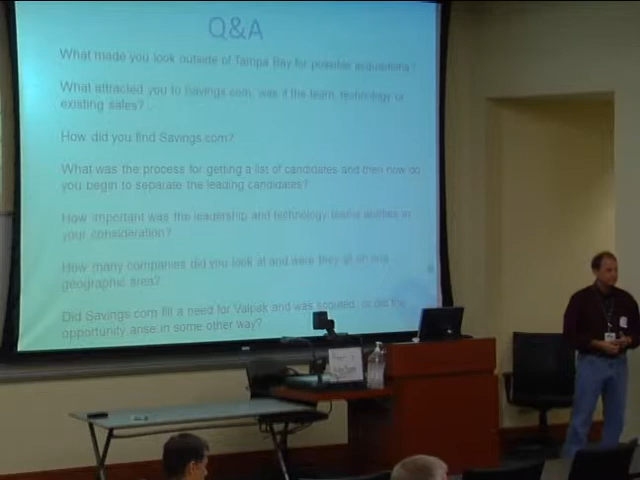 Q&A
What made you look outside of Tampa Bay for possible acquisitions?
What attracted you to Savings.com, was it the team, technology or
existing sales?
How did you find Savings.com?
What was the process for getting a list of candidates and then how do
you begin to separate the leading candidates?
How important was the leadership and technology teams abilities in
your consideration?
How many companies did you look at and were they all in one
geographic area?
Did Savings.com fill a need for Valpak and was scouted, or did the
opportunity arise in some other way?